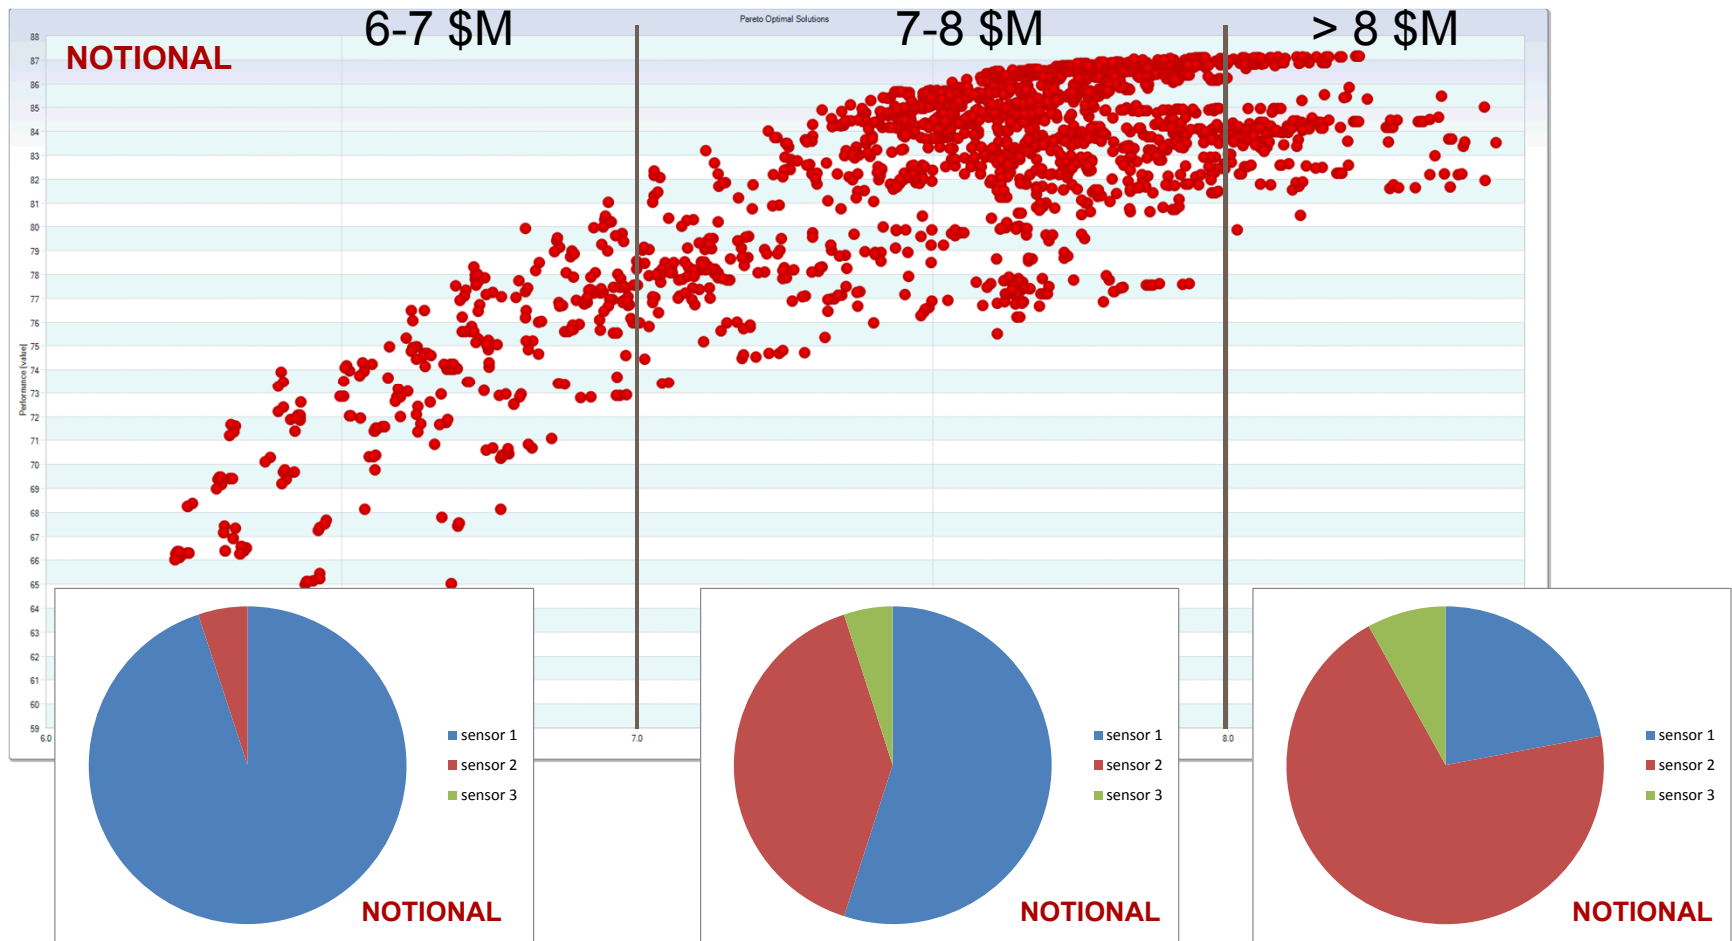 Pareto Optimal Solutions
6-7 $M
7-8 $M
> 8 $M
NOTIONAL
Performance [value]
88
87
86
85
84
83
82
81
80
79
78
77
76
75
74
73
72
71
70
69
68
67
66
65
64
63
62
61
60
59
6.0
7.0
8.0
sensor 1
sensor 2
sensor 3
NOTIONAL
sensor 1
sensor 2
sensor 3
NOTIONAL
sensor 1
sensor 2
sensor 3
NOTIONAL